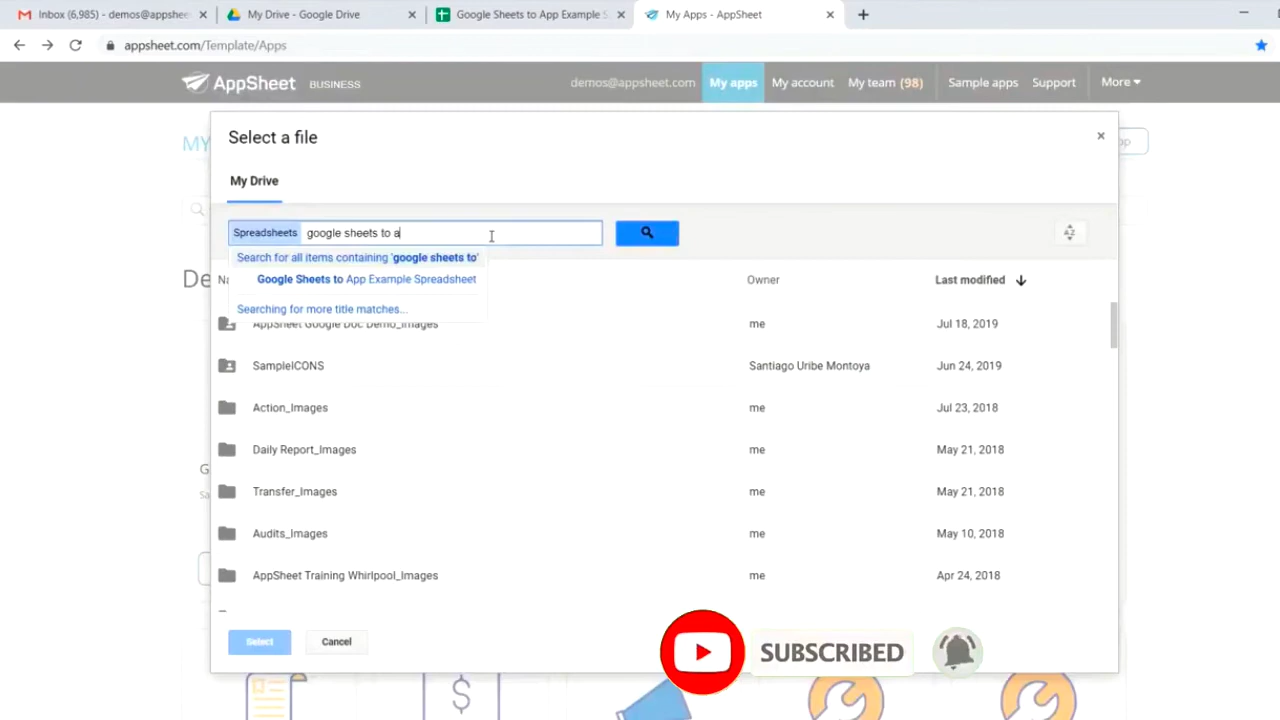 Inbox (6,985) - demos@appshee
My Drive - Google Drive
Google Sheets to App Example S
My Apps - AppSheet
appsheet.com/Template/Apps
AppSheet BUSINESS
demos@appsheet.com
My apps
My account
My team (98)
Sample apps
Support
More
MY
Select a file
My Drive
Spreadsheets google sheets to a
Search for all items containing 'google sheets to'
Google Sheets to App Example Spreadsheet
Searching for more title matches...
De
Na
Owner
Last modified
AppSheet Google Doc Demo_Images me Jul 18, 2019
SampleICONS Santiago Uribe Montoya Jun 24, 2019
Action_Images me Jul 23, 2018
Daily Report_Images me May 21, 2018
Transfer_Images me May 21, 2018
Audits_Images me May 10, 2018
AppSheet Training Whirlpool_Images me Apr 24, 2018
G
Sa
Select
Cancel
SUBSCRIBED